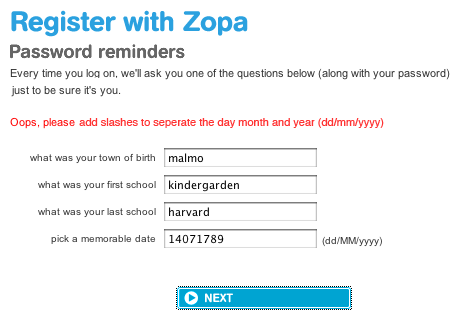 Register with Zopa
Password reminders
Every time you log on, we'll ask you one of the questions below (along with your password)
just to be sure it's you.
Oops, please add slashes to seperate the day month and year (dd/mm/yyyy)
what was your town of birth malmo
what was your first school kindergarden
what was your last school harvard
pick a memorable date 14071789 (dd/MM/yyyy)
NEXT